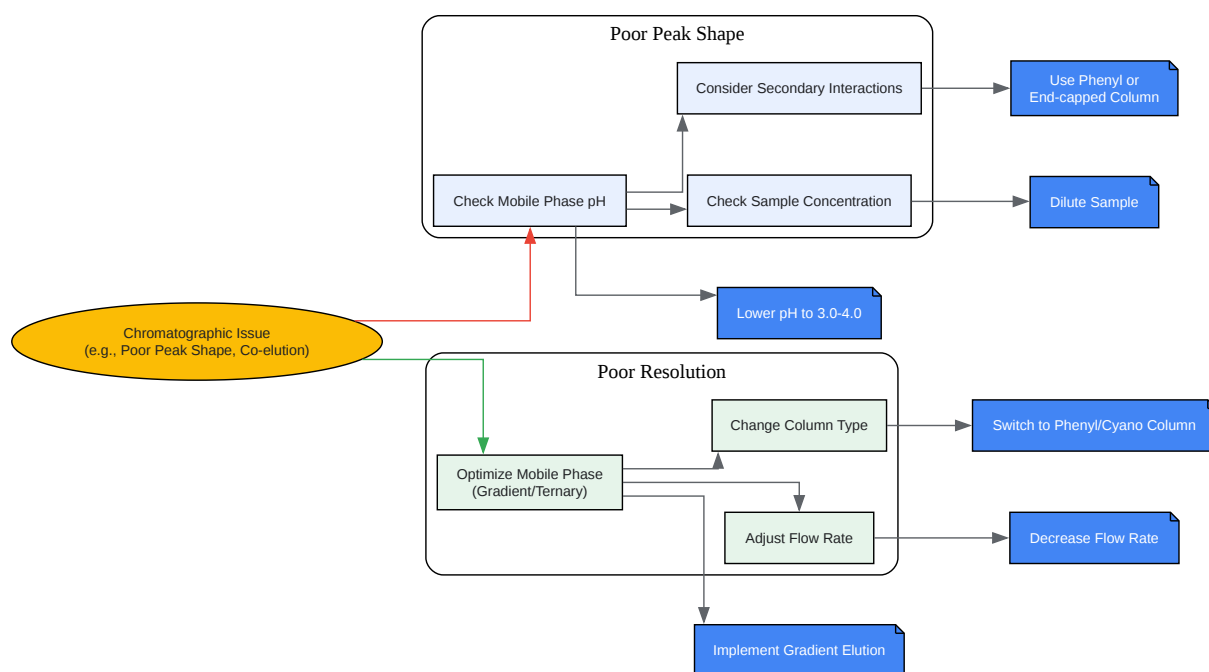 Poor Peak Shape
Consider Secondary Interactions
Use Phenyl or
End-capped Column
Check Mobile Phase pH
Check Sample Concentration
Dilute Sample
Lower pH to 3.0-4.0
Chromatographic Issue
(e.g., Poor Peak Shape, Co-elution)
Poor Resolution
Change Column Type
Switch to Phenyl/Cyano Column
Optimize Mobile Phase
(Gradient/Ternary)
Adjust Flow Rate
Decrease Flow Rate
Implement Gradient Elution